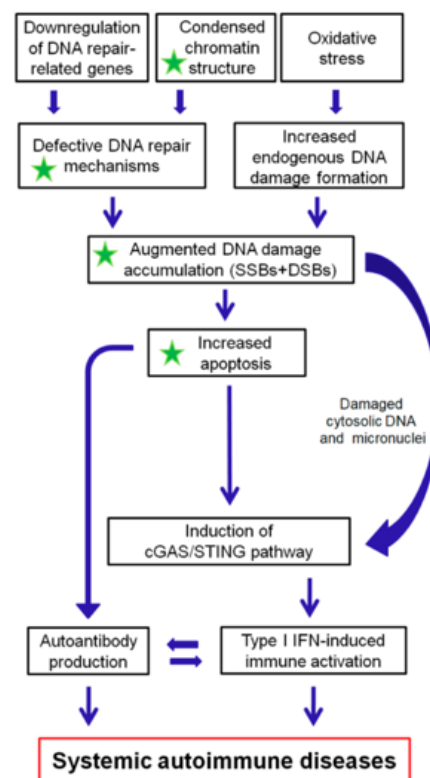 Downregulation
of DNA repair-
related genes
Condensed
chromatin
structure
Oxidative
stress
Defective DNA repair
mechanisms
Increased
endogenous DNA
damage formation
Augmented DNA damage
accumulation (SSBs+DSBs)
Increased
apoptosis
Damaged
cytosolic DNA
and micronuclei
Induction of
cGAS/STING pathway
Autoantibody
production
Type I IFN-induced
immune activation
Systemic autoimmune diseases